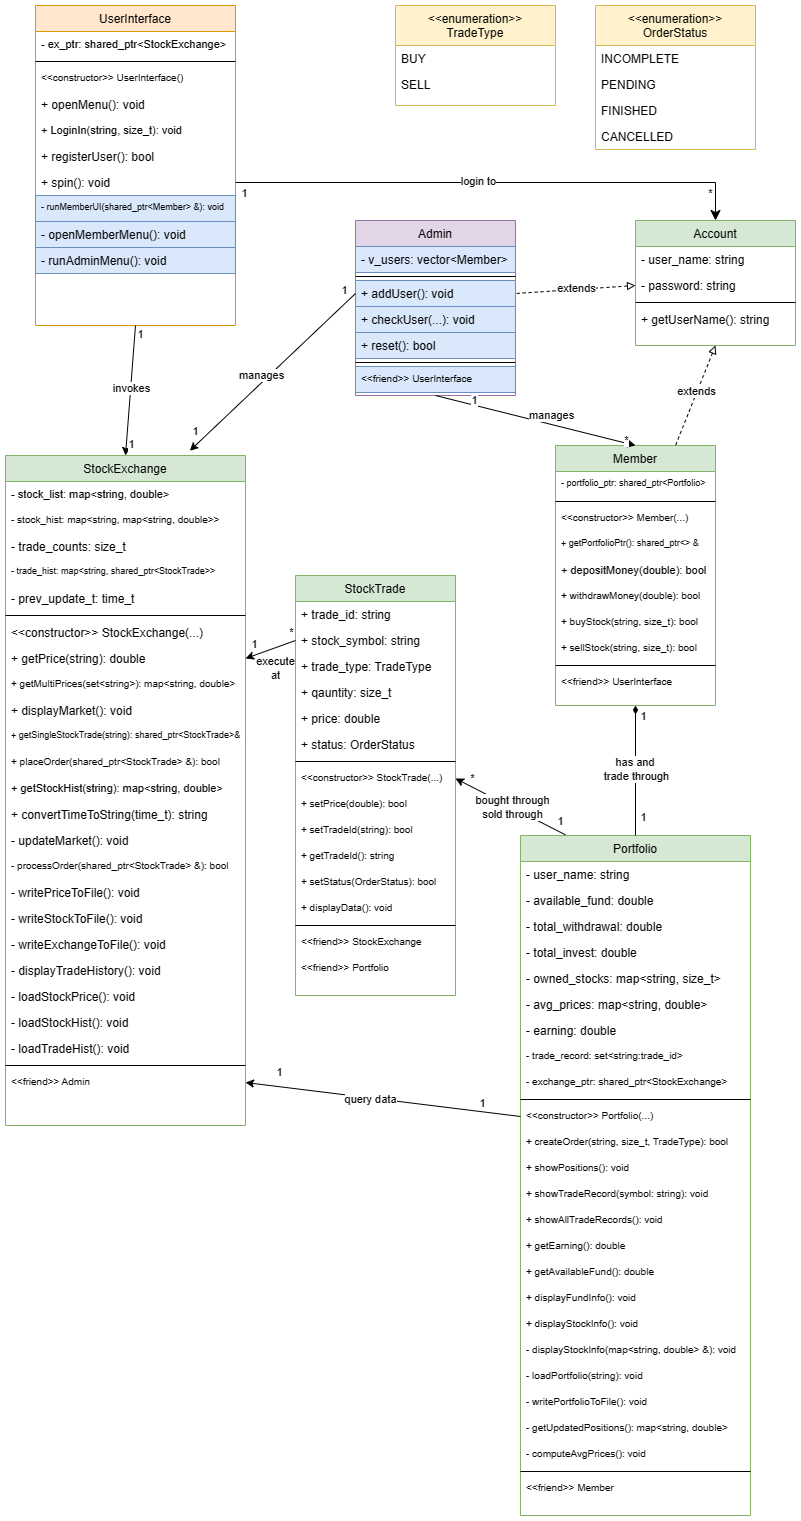 UserInterface
- ex_ptr: shared_ptr<StockExchange>
<<constructor>> UserInterface()
+ openMenu(): void
+ LoginIn(string, size_t): void
+ registerUser(): bool
+ spin(): void
- runMemberUI(shared_ptr<Member> &): void
- openMemberMenu(): void
- runAdminMenu(): void
<<enumeration>>
TradeType
BUY
SELL
<<enumeration>>
OrderStatus
INCOMPLETE
PENDING
FINISHED
CANCELLED
1
login to
*
Admin
- v_users: vector<Member>
+ addUser(): void
+ checkUser(...): void
+ reset(): bool
<<friend>> UserInterface
Account
- user_name: string
- password: string
+ getUserName(): string
extends
1
manages
1
1
invokes
1
extends
1
manages
*
StockExchange
- stock_list: map<string, double>
- stock_hist: map<string, map<string, double>>
- trade_counts: size_t
- trade_hist: map<string, shared_ptr<StockTrade>>
- prev_update_t: time_t
<<constructor>> StockExchange(...)
+ getPrice(string): double
+ getMultiPrices(set<string>): map<string, double>
+ displayMarket(): void
+ getSingleStockTrade(string): shared_ptr<StockTrade>&
+ placeOrder(shared_ptr<StockTrade> &): bool
+ getStockHist(string): map<string, double>
+ convertTimeToString(time_t): string
- updateMarket(): void
- processOrder(shared_ptr<StockTrade> &): bool
- writePriceToFile(): void
- writeStockToFile(): void
- writeExchangeToFile(): void
- displayTradeHistory(): void
- loadStockPrice(): void
- loadStockHist(): void
- loadTradeHist(): void
<<friend>> Admin
Member
- portfolio_ptr: shared_ptr<Portfolio>
<<constructor>> Member(...)
+ getPortfolioPtr(): shared_ptr<> &
+ depositMoney(double): bool
+ withdrawMoney(double): bool
+ buyStock(string, size_t): bool
+ sellStock(string, size_t): bool
<<friend>> UserInterface
StockTrade
+ trade_id: string
+ stock_symbol: string
+ trade_type: TradeType
+ qauntity: size_t
+ price: double
+ status: OrderStatus
<<constructor>> StockTrade(...)
+ setPrice(double): bool
+ setTradeId(string): bool
+ getTradeId(): string
+ setStatus(OrderStatus): bool
+ displayData(): void
<<friend>> StockExchange
<<friend>> Portfolio
*
1
execute
at
1
has and
trade through
1
*
bought through
sold through
1
Portfolio
- user_name: string
- available_fund: double
- total_withdrawal: double
- total_invest: double
- owned_stocks: map<string, size_t>
- avg_prices: map<string, double>
- earning: double
- trade_record: set<string:trade_id>
- exchange_ptr: shared_ptr<StockExchange>
<<constructor>> Portfolio(...)
+ createOrder(string, size_t, TradeType): bool
+ showPositions(): void
+ showTradeRecord(symbol: string): void
+ showAllTradeRecords(): void
+ getEarning(): double
+ getAvailableFund(): double
+ displayFundInfo(): void
+ displayStockInfo(): void
- displayStockInfo(map<string, double> &): void
- loadPortfolio(string): void
- writePortfolioToFile(): void
- getUpdatedPositions(): map<string, double>
- computeAvgPrices(): void
<<friend>> Member
1
query data
1